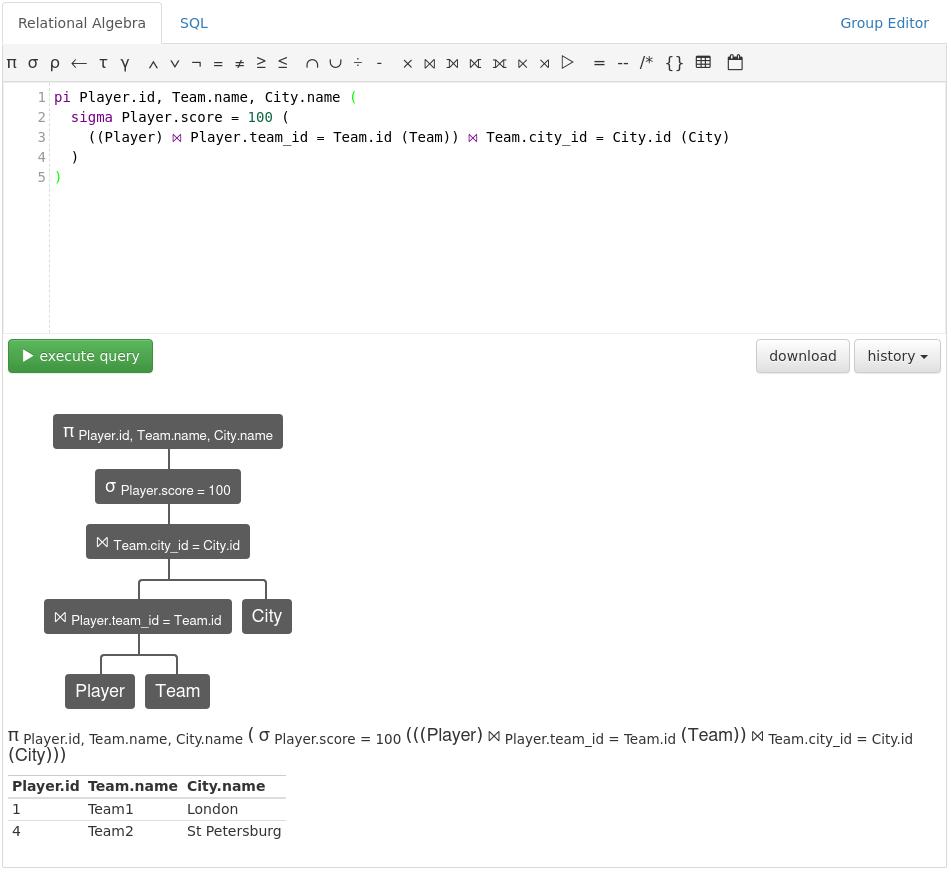 Relational Algebra SQL Group Editor
π σ ρ ← τ γ ∧ ∨ ¬ = ≠ ≥ ≤ ∩ ∪ ÷ - × ⋈ ⟕ ⟖ ⟗ ⋉ ⋊ ▷ = -- /* {}
1 pi Player.id, Team.name, City.name (
2 sigma Player.score = 100 (
3 ((Player) ⋈ Player.team_id = Team.id (Team)) ⋈ Team.city_id = City.id (City)
4 )
5 )
execute query download history
π Player.id, Team.name, City.name
σ Player.score = 100
⋈ Team.city_id = City.id
⋈ Player.team_id = Team.id City
Player Team
π Player.id, Team.name, City.name ( σ Player.score = 100 (((Player) ⋈ Player.team_id = Team.id (Team)) ⋈ Team.city_id = City.id
(City)))
Player.id Team.name City.name
1 Team1 London
4 Team2 St Petersburg